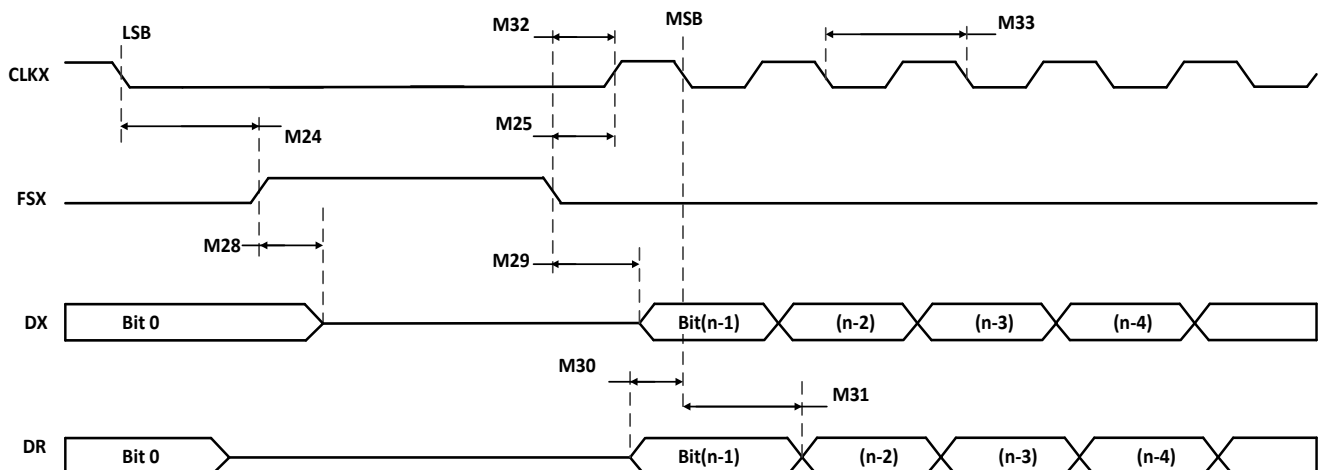 LSB M32 MSB M33
CLKX
M24 M25
FSX
M28 M29
DX Bit 0 Bit(n-1) (n-2) (n-3) (n-4)
M30 M31
DR Bit 0 Bit(n-1) (n-2) (n-3) (n-4)